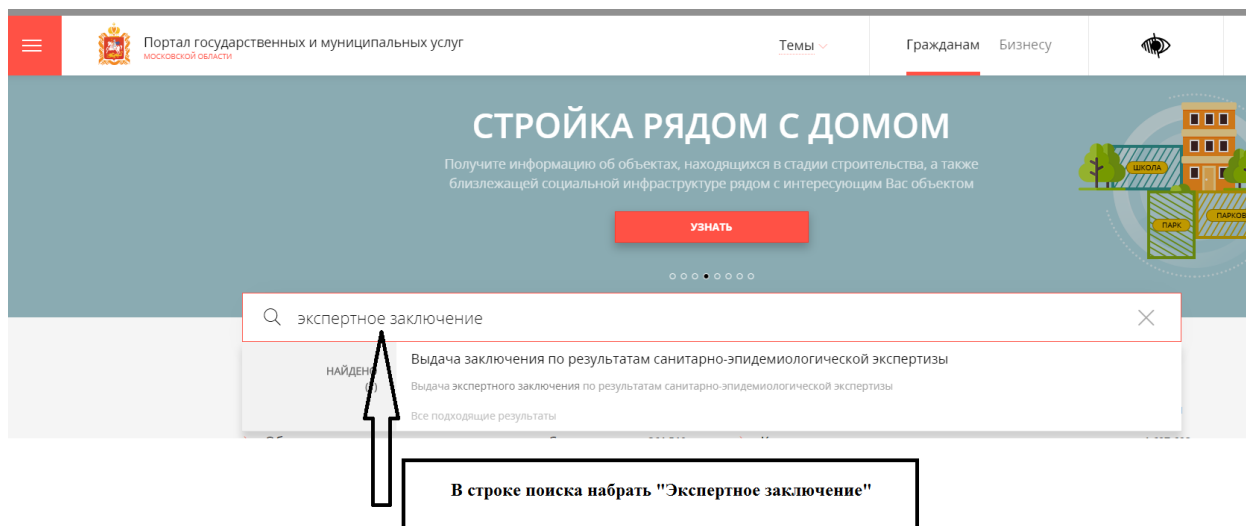 Портал государственных и муниципальных услуг
МОСКОВСКОЙ ОБЛАСТИ
Темы
Гражданам Бизнесу
СТРОЙКА РЯДОМ С ДОМОМ
Получите информацию об объектах, находящихся в стадии строительства, а также
близлежащей социальной инфраструктуре рядом с интересующим Вас объектом
УЗНАТЬ
ШКОЛА
ПАРК
экспертное заключение
НАЙДЕНО
Выдача заключения по результатам санитарно-эпидемиологической экспертизы
Выдача экспертного заключения по результатам санитарно-эпидемиологической экспертизы
Все подходящие результаты
В строке поиска набрать "Экспертное заключение"